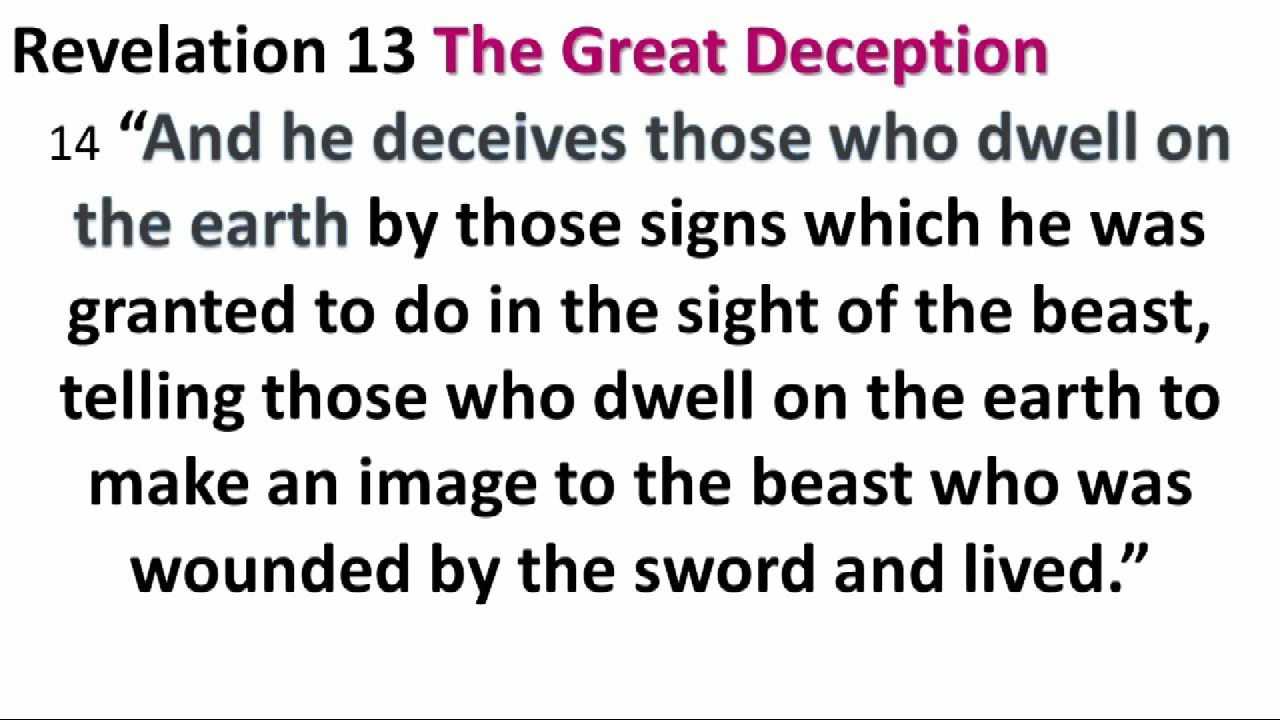 Revelation 13 The Great Deception
14 “And he deceives those who dwell on
the earth by those signs which he was
granted to do in the sight of the beast,
telling those who dwell on the earth to
make an image to the beast who was
wounded by the sword and lived.”